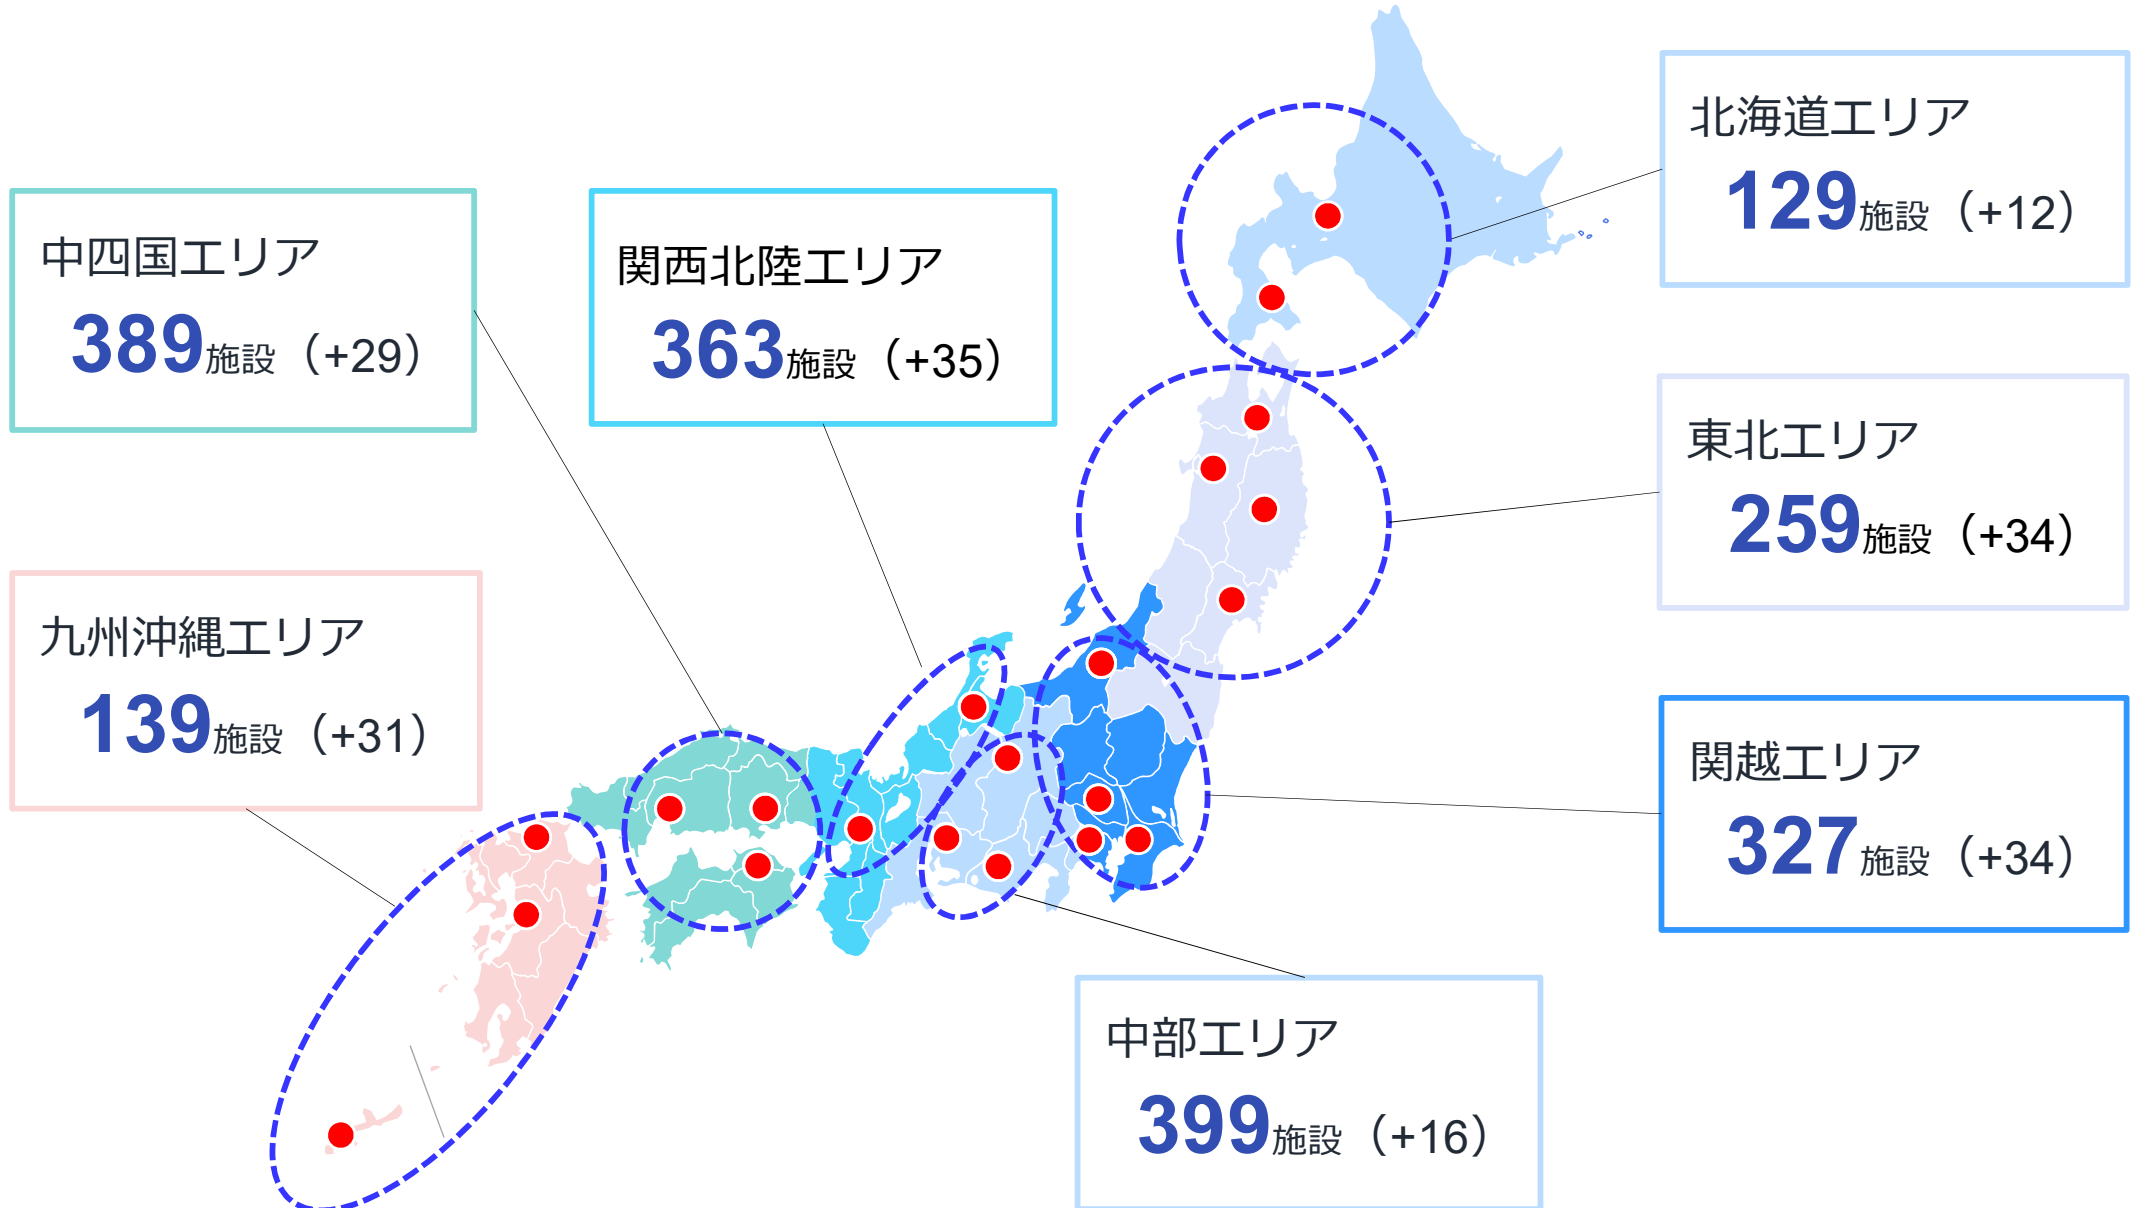 北海道エリア
129施設（+12）
中四国エリア
389施設（+29）
関西北陸エリア
363施設（+35）
東北エリア
259施設（+34）
九州沖縄エリア
139施設（+31）
関越エリア
327施設（+34）
中部エリア
399施設（+16）